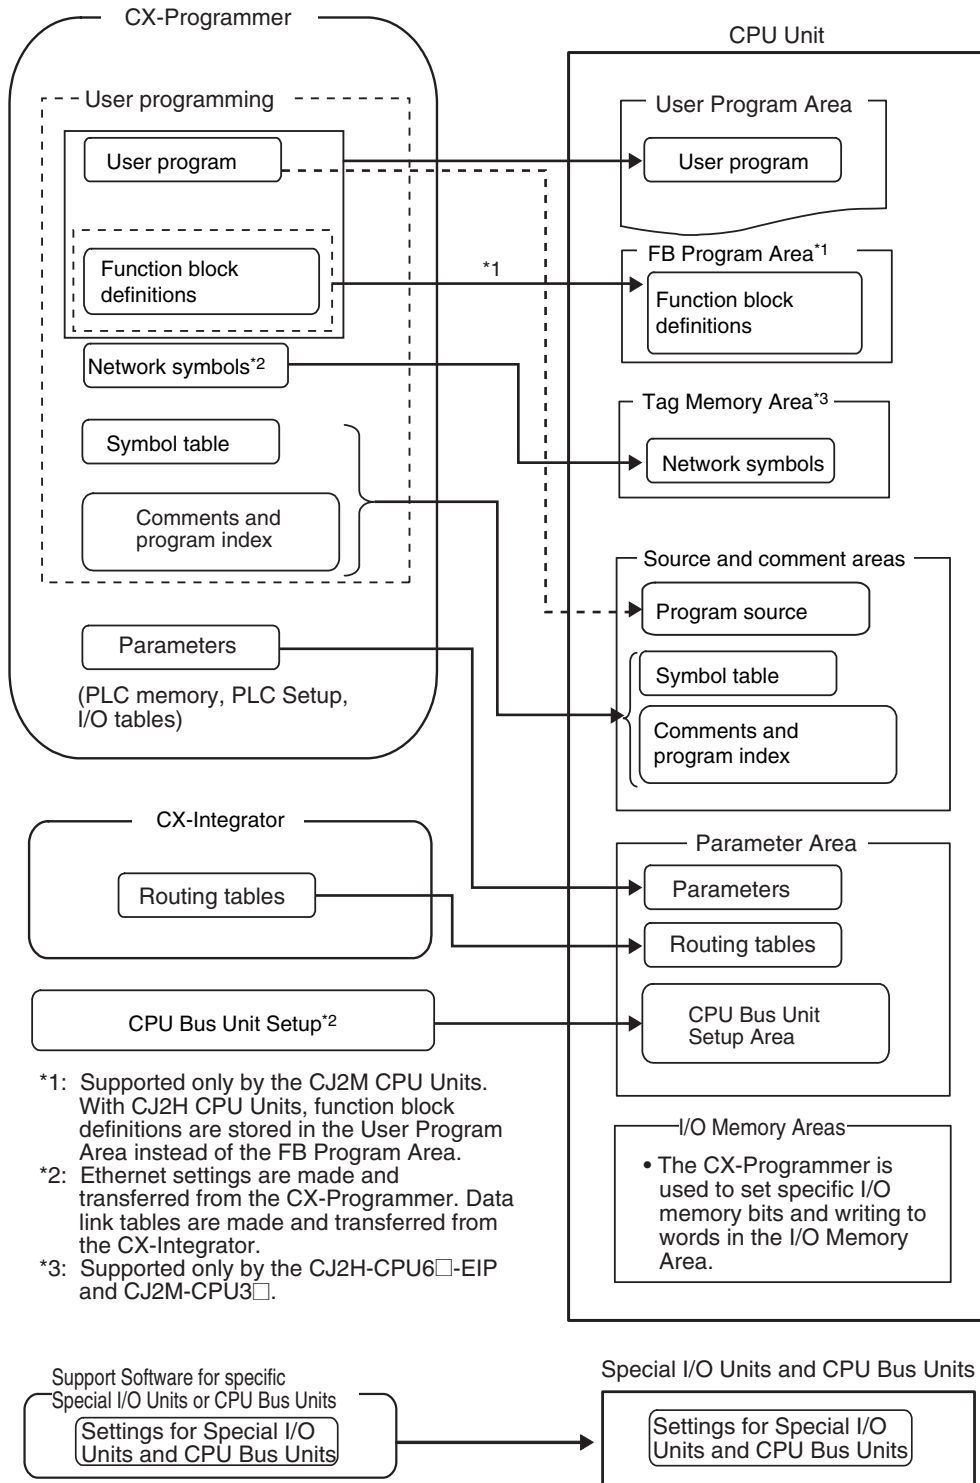 CX-Programmer
User programming
User program
Function block
definitions
*1
Network symbols*2
Symbol table
Comments and
program index
Parameters
(PLC memory, PLC Setup,
I/O tables)
CX-Integrator
Routing tables
CPU Bus Unit Setup*2
CPU Unit
User Program Area
User program
FB Program Area*1
Function block
definitions
Tag Memory Area*3
Network symbols
Source and comment areas
Program source
Symbol table
Comments and
program index
Parameter Area
Parameters
Routing tables
CPU Bus Unit
Setup Area
I/O Memory Areas
• The CX-Programmer is
used to set specific I/O
memory bits and writing to
words in the I/O Memory
Area.
*1: Supported only by the CJ2M CPU Units.
With CJ2H CPU Units, function block
definitions are stored in the User Program
Area instead of the FB Program Area.
*2: Ethernet settings are made and
transferred from the CX-Programmer. Data
link tables are made and transferred from
the CX-Integrator.
*3: Supported only by the CJ2H-CPU6□-EIP
and CJ2M-CPU3□.
Support Software for specific
Special I/O Units or CPU Bus Units
Settings for Special I/O
Units and CPU Bus Units
Special I/O Units and CPU Bus Units
Settings for Special I/O
Units and CPU Bus Units